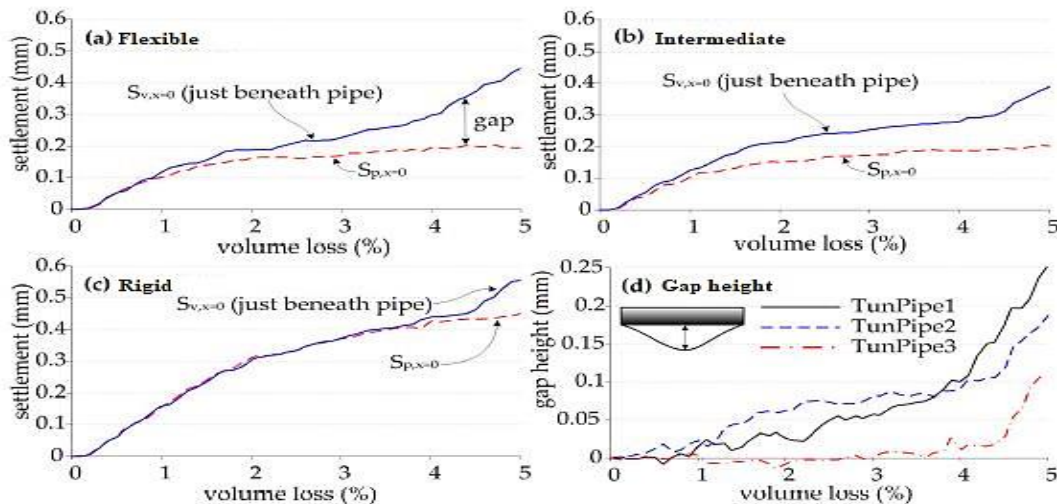 (a) Flexible
settlement (mm)
0.6
0.5
0.4
0.3
0.2
0.1
0
Sv,x=0 (just beneath pipe)
gap
Sp,x=0
0 1 2 3 4 5
volume loss (%)
(b) Intermediate
settlement (mm)
0.6
0.5
0.4
0.3
0.2
0.1
0
Sv,x=0 (just beneath pipe)
Sp,x=0
0 1 2 3 4 5
volume loss (%)
(c) Rigid
settlement (mm)
0.6
0.5
0.4
0.3
0.2
0.1
0
Sv,x=0 (just beneath pipe)
Sp,x=0
0 1 2 3 4 5
volume loss (%)
(d) Gap height
gap height (mm)
0.25
0.2
0.15
0.1
0.05
0
TunPipe1
TunPipe2
TunPipe3
0 1 2 3 4 5
volume loss (%)